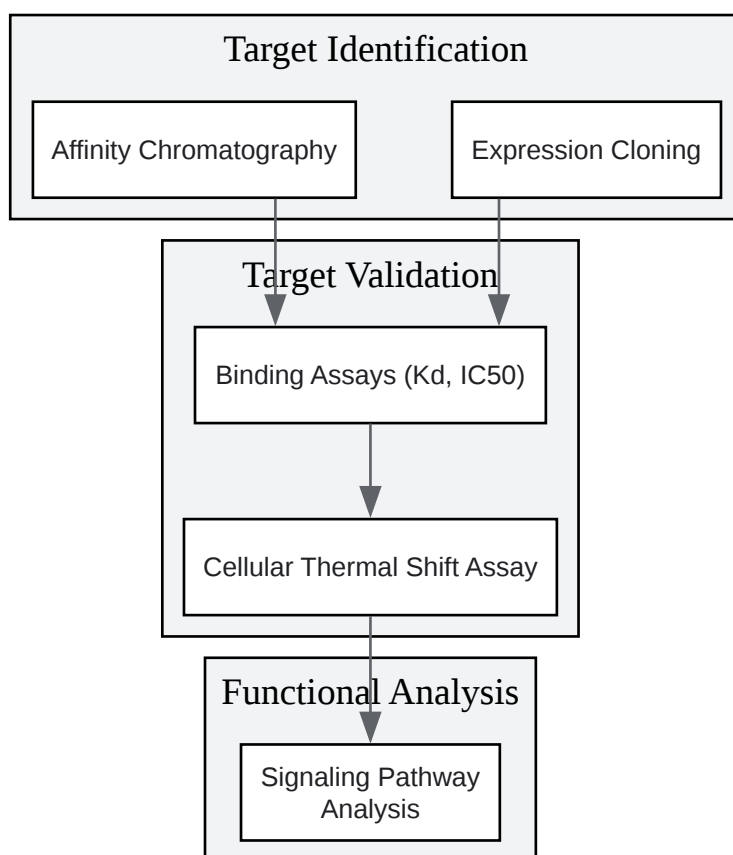 Target Identification
Affinity Chromatography
Expression Cloning
Target Validation
Binding Assays (Kd, IC50)
Cellular Thermal Shift Assay
Functional Analysis
Signaling Pathway
Analysis